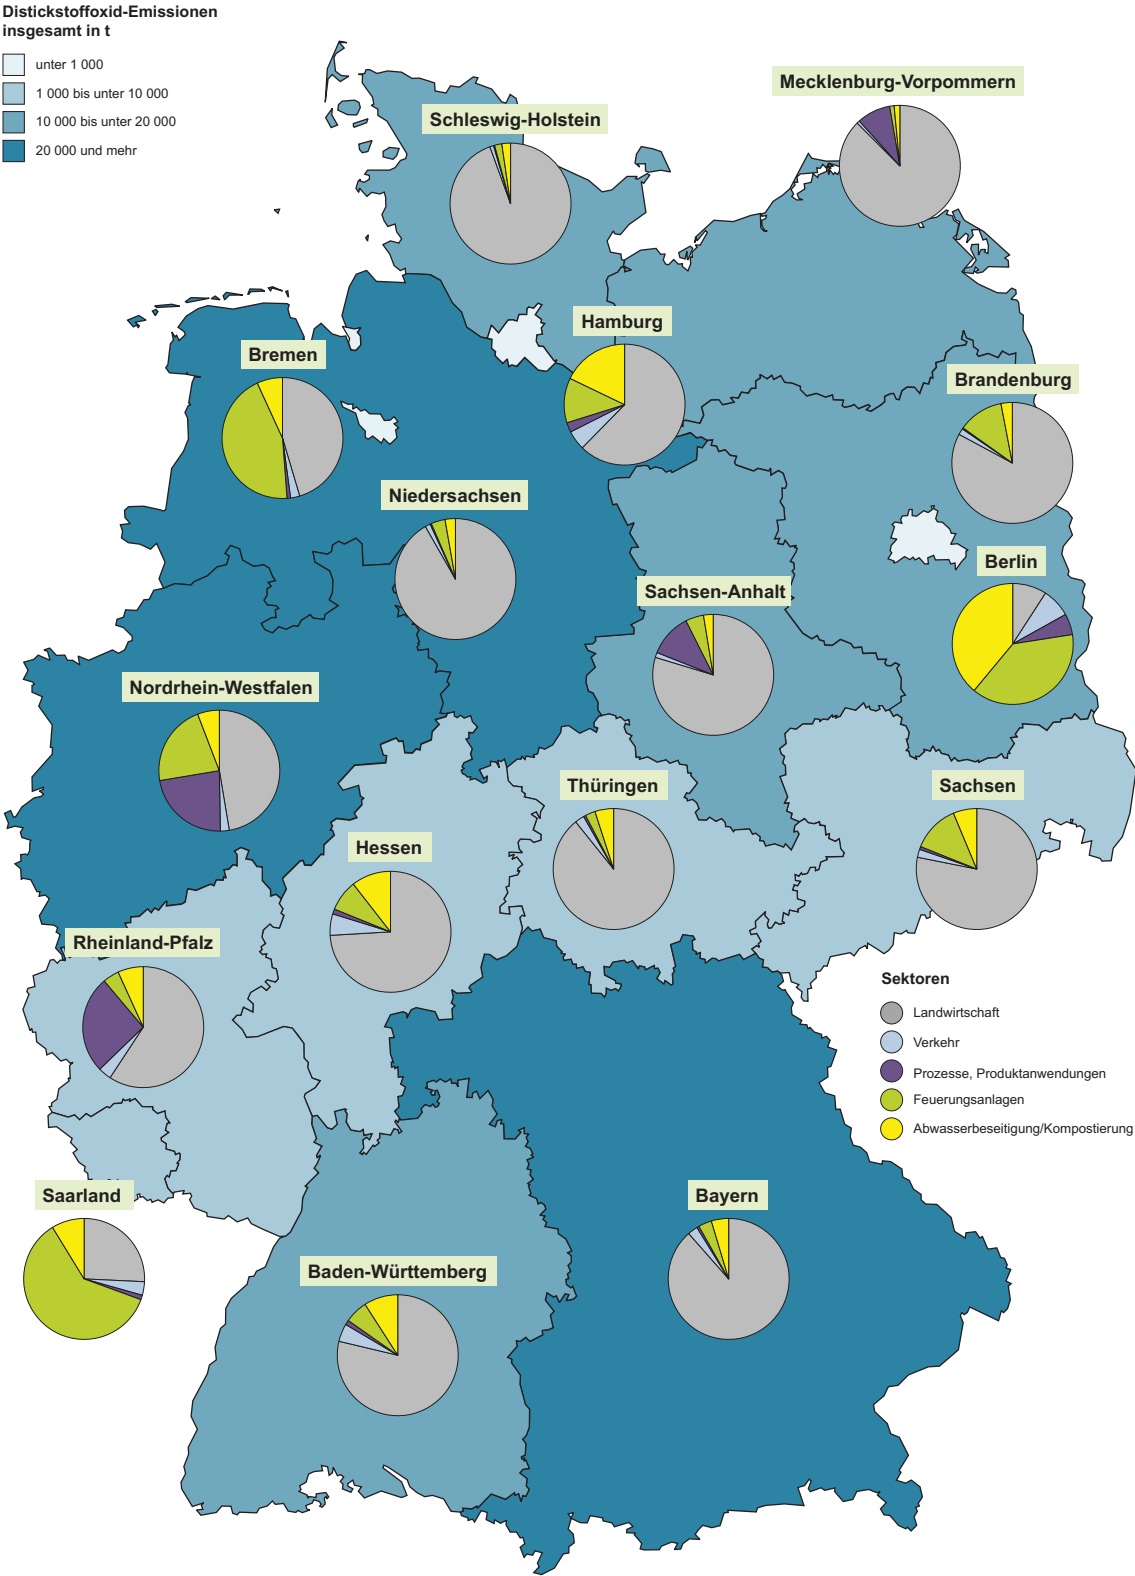 Distickstoffoxid-Emissionen
insgesamt in t
unter 1 000
1 000 bis unter 10 000
10 000 bis unter 20 000
20 000 und mehr
Mecklenburg-Vorpommern
Schleswig-Holstein
Hamburg
Bremen
Brandenburg
Niedersachsen
Berlin
Sachsen-Anhalt
Nordrhein-Westfalen
Thüringen
Sachsen
Hessen
Rheinland-Pfalz
Sektoren
Landwirtschaft
Verkehr
Prozesse, Produktanwendungen
Feuerungsanlagen
Abwasserbeseitigung/Kompostierung
Saarland
Bayern
Baden-Württemberg